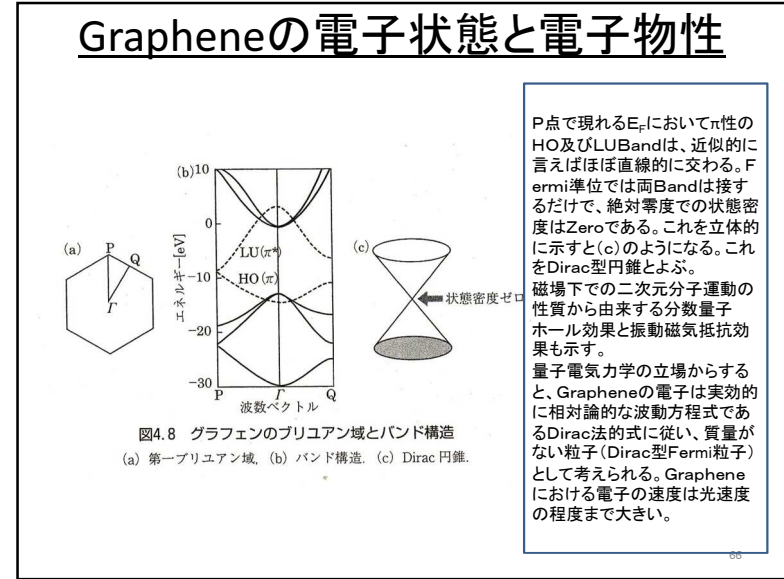 Grapheneの電子状態と電子物性
(a)
P
Q
Γ
(b)
10
0
-10
-20
-30
エネルギー[eV]
LU(π*)
HO(π)
P
Γ
Q
波数ベクトル
(c)
状態密度ゼロ
図4.8 グラフェンのブリユアン域とバンド構造
(a) 第一ブリユアン域, (b) バンド構造. (c) Dirac 円錐.
P点で現れるEFにおいてπ性の
HO及びLUBandは、近似的に
言えばほぼ直線的に交わる。F
ermi準位では両Bandは接す
るだけで、絶対零度での状態密
度はZeroである。これを立体的
に示すと(c)のようになる。これ
をDirac型円錐とよぶ。
磁場下での二次元分子運動の
性質から由来する分数量子
ホール効果と振動磁気抵抗効
果も示す。
量子電気力学の立場からする
と、Grapheneの電子は実効的
に相対論的な波動方程式であ
るDirac法的式に従い、質量が
ない粒子(Dirac型Fermi粒子)
として考えられる。Graphene
における電子の速度は光速度
の程度まで大きい。
66